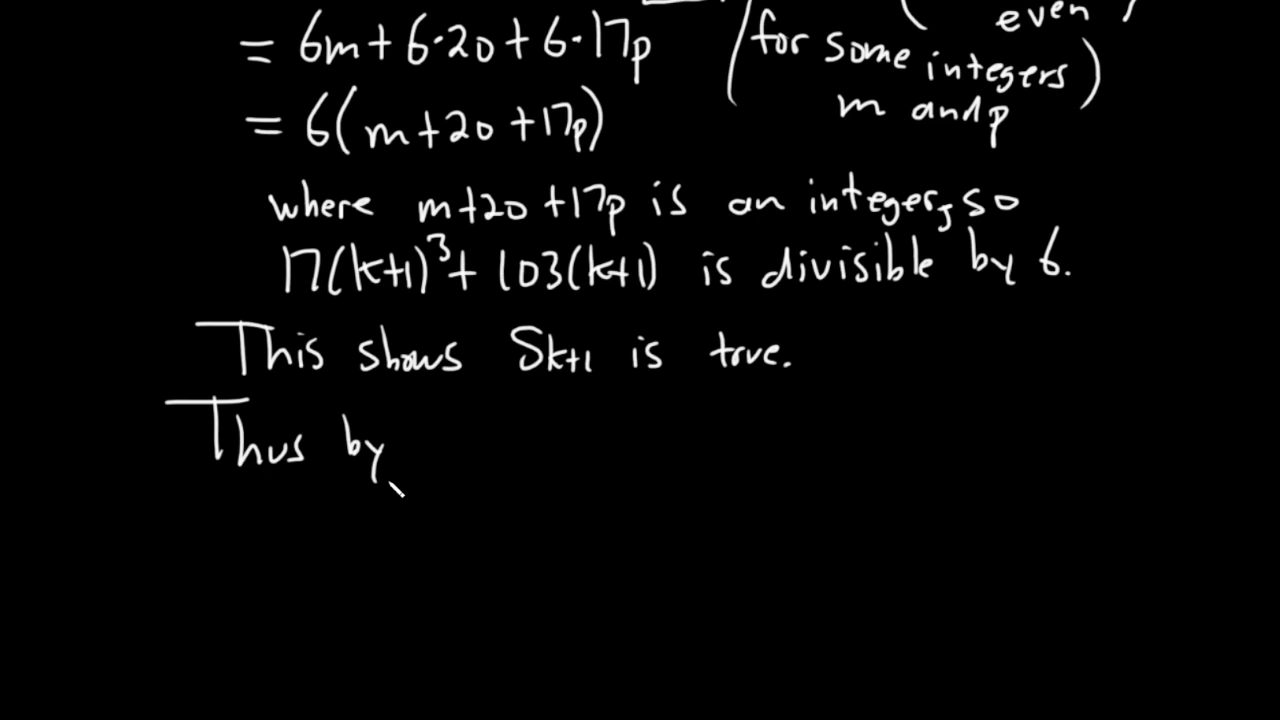 = 6m+6·20+6·17p (for some integers) m and p
( even )
= 6(m+20+17p)
where m+20+17p is an integer, so
17(k+1)³+ 103(k+1) is divisible by 6.
This shows Sk+1 is true.
Thus by